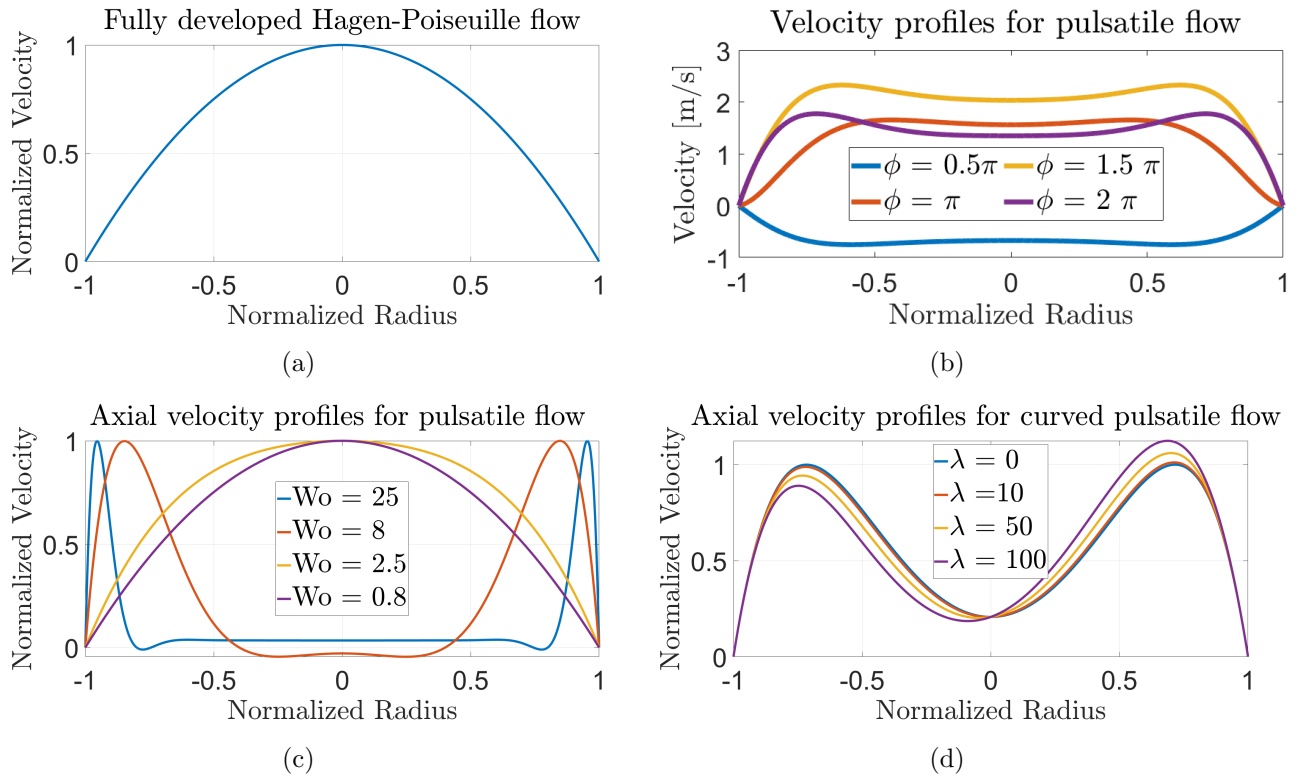 Fully developed Hagen-Poiseuille flow
Normalized Velocity
1
0.5
0
-1
-0.5
0
0.5
1
Normalized Radius
(a)
Velocity profiles for pulsatile flow
Velocity [m/s]
3
2
1
0
-1
ϕ = 0.5π
ϕ = 1.5 π
ϕ = π
ϕ = 2 π
-1
-0.5
0
0.5
1
Normalized Radius
(b)
Axial velocity profiles for pulsatile flow
Normalized Velocity
1
0.5
0
Wo = 25
Wo = 8
Wo = 2.5
Wo = 0.8
-1
-0.5
0
0.5
1
Normalized Radius
(c)
Axial velocity profiles for curved pulsatile flow
Normalized Velocity
1
0.5
0
λ = 0
λ =10
λ = 50
λ = 100
-1
-0.5
0
0.5
1
Normalized Radius
(d)